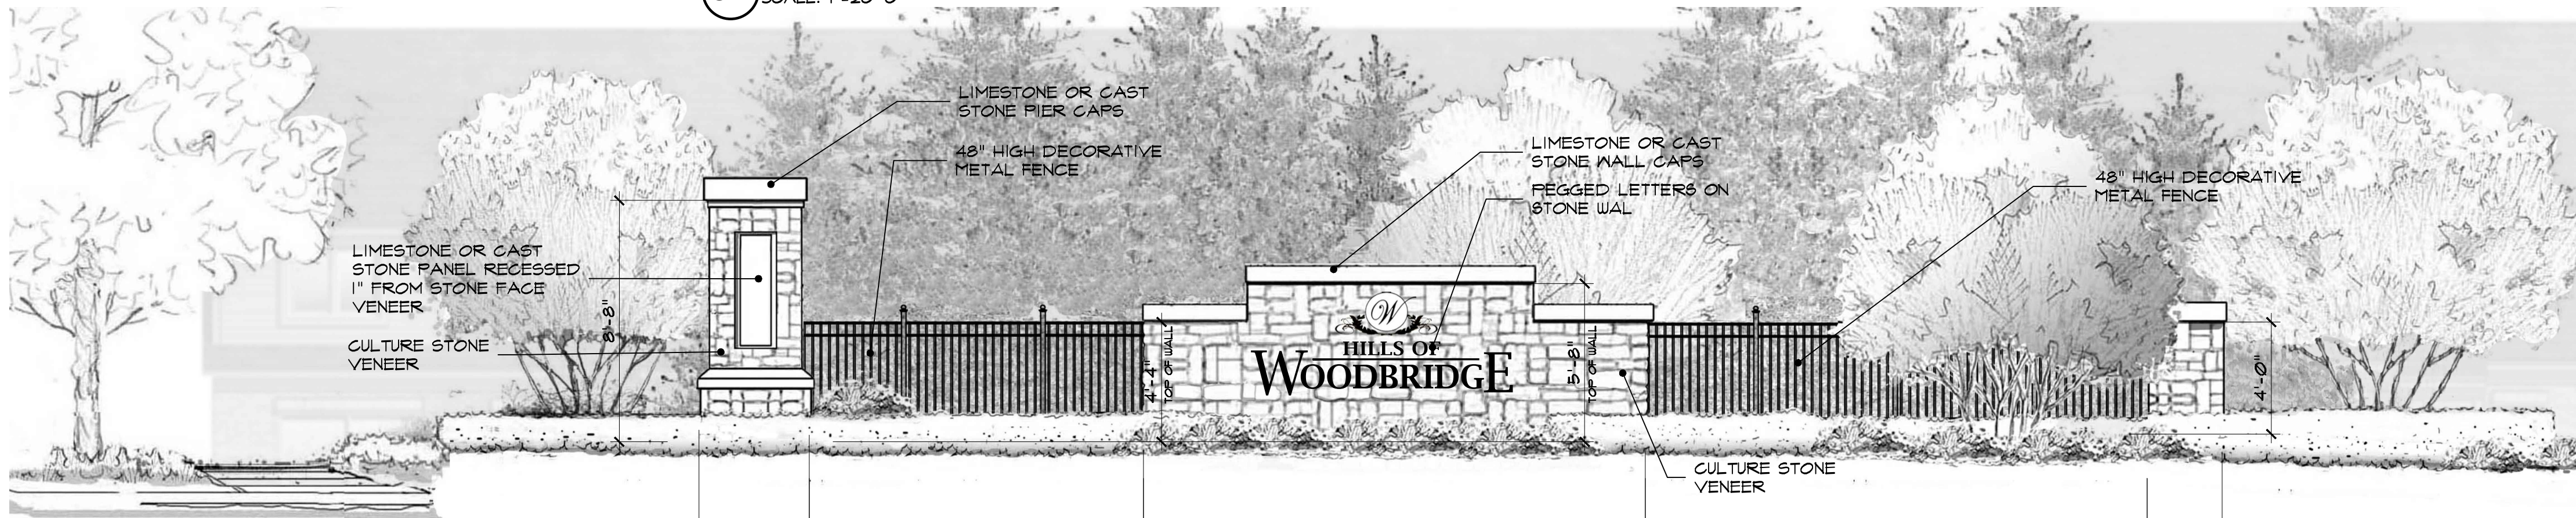 LIMESTONE OR CAST
STONE PIER CAPS
48" HIGH DECORATIVE
METAL FENCE
LIMESTONE OR CAST
STONE WALL CAPS
PEGGED LETTERS ON
STONE WAL
48" HIGH DECORATIVE
METAL FENCE
LIMESTONE OR CAST
STONE PANEL RECESSED
1" FROM STONE FACE
VENEER
CULTURE STONE
VENEER
8'-8"
4'-4"
TOP OF WALL
W
HILLS OF
WOODBRIDGE
5'-8"
TOP OF WALL
4'-0"
CULTURE STONE
VENEER